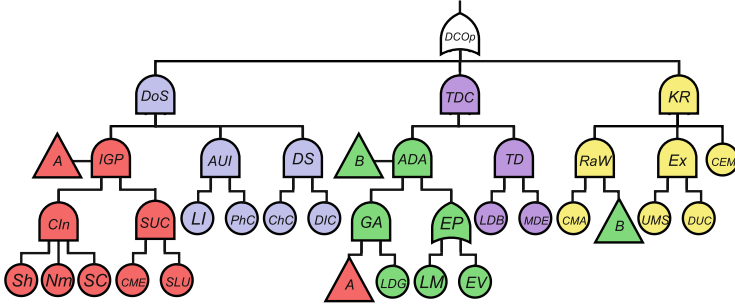 DCOp
DoS TDC KR
A IGP AUI DS B ADA TD RaW Ex CEM
CIn SUC LI PhC ChC DIC GA EP LDB MDE CMA B UMS DUC
Sh Nm SC CME SLU A LDG LM EV